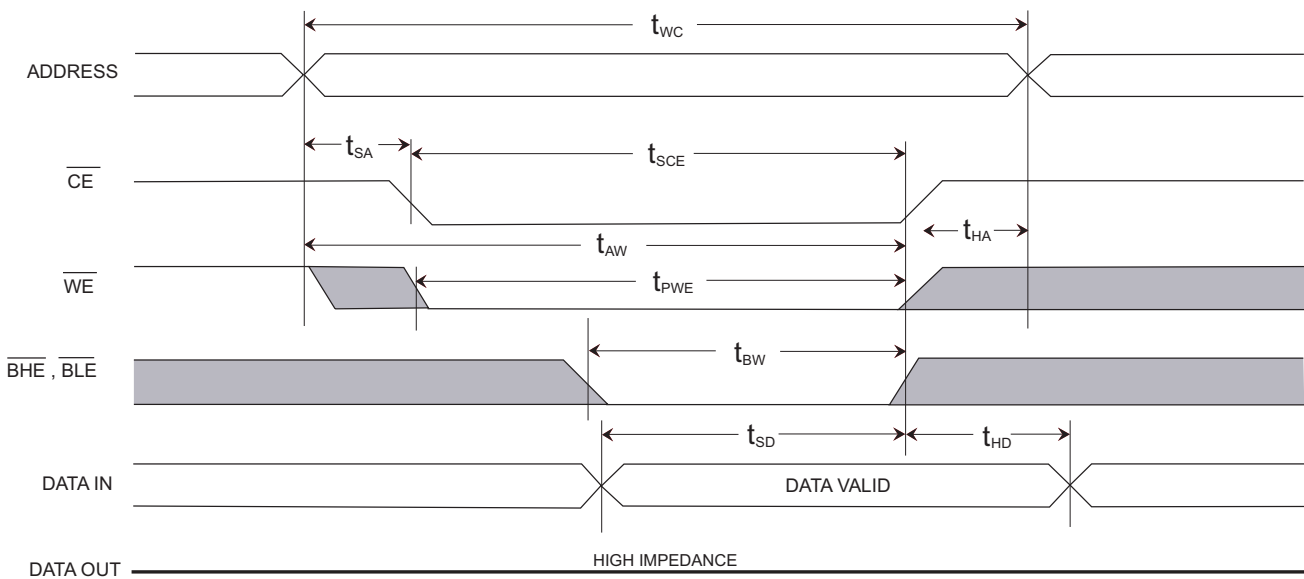 tWC
ADDRESS
tSA
tSCE
CE
tHA
tAW
WE
tPWE
tBW
BHE , BLE
tSD
tHD
DATA IN
DATA VALID
HIGH IMPEDANCE
DATA OUT